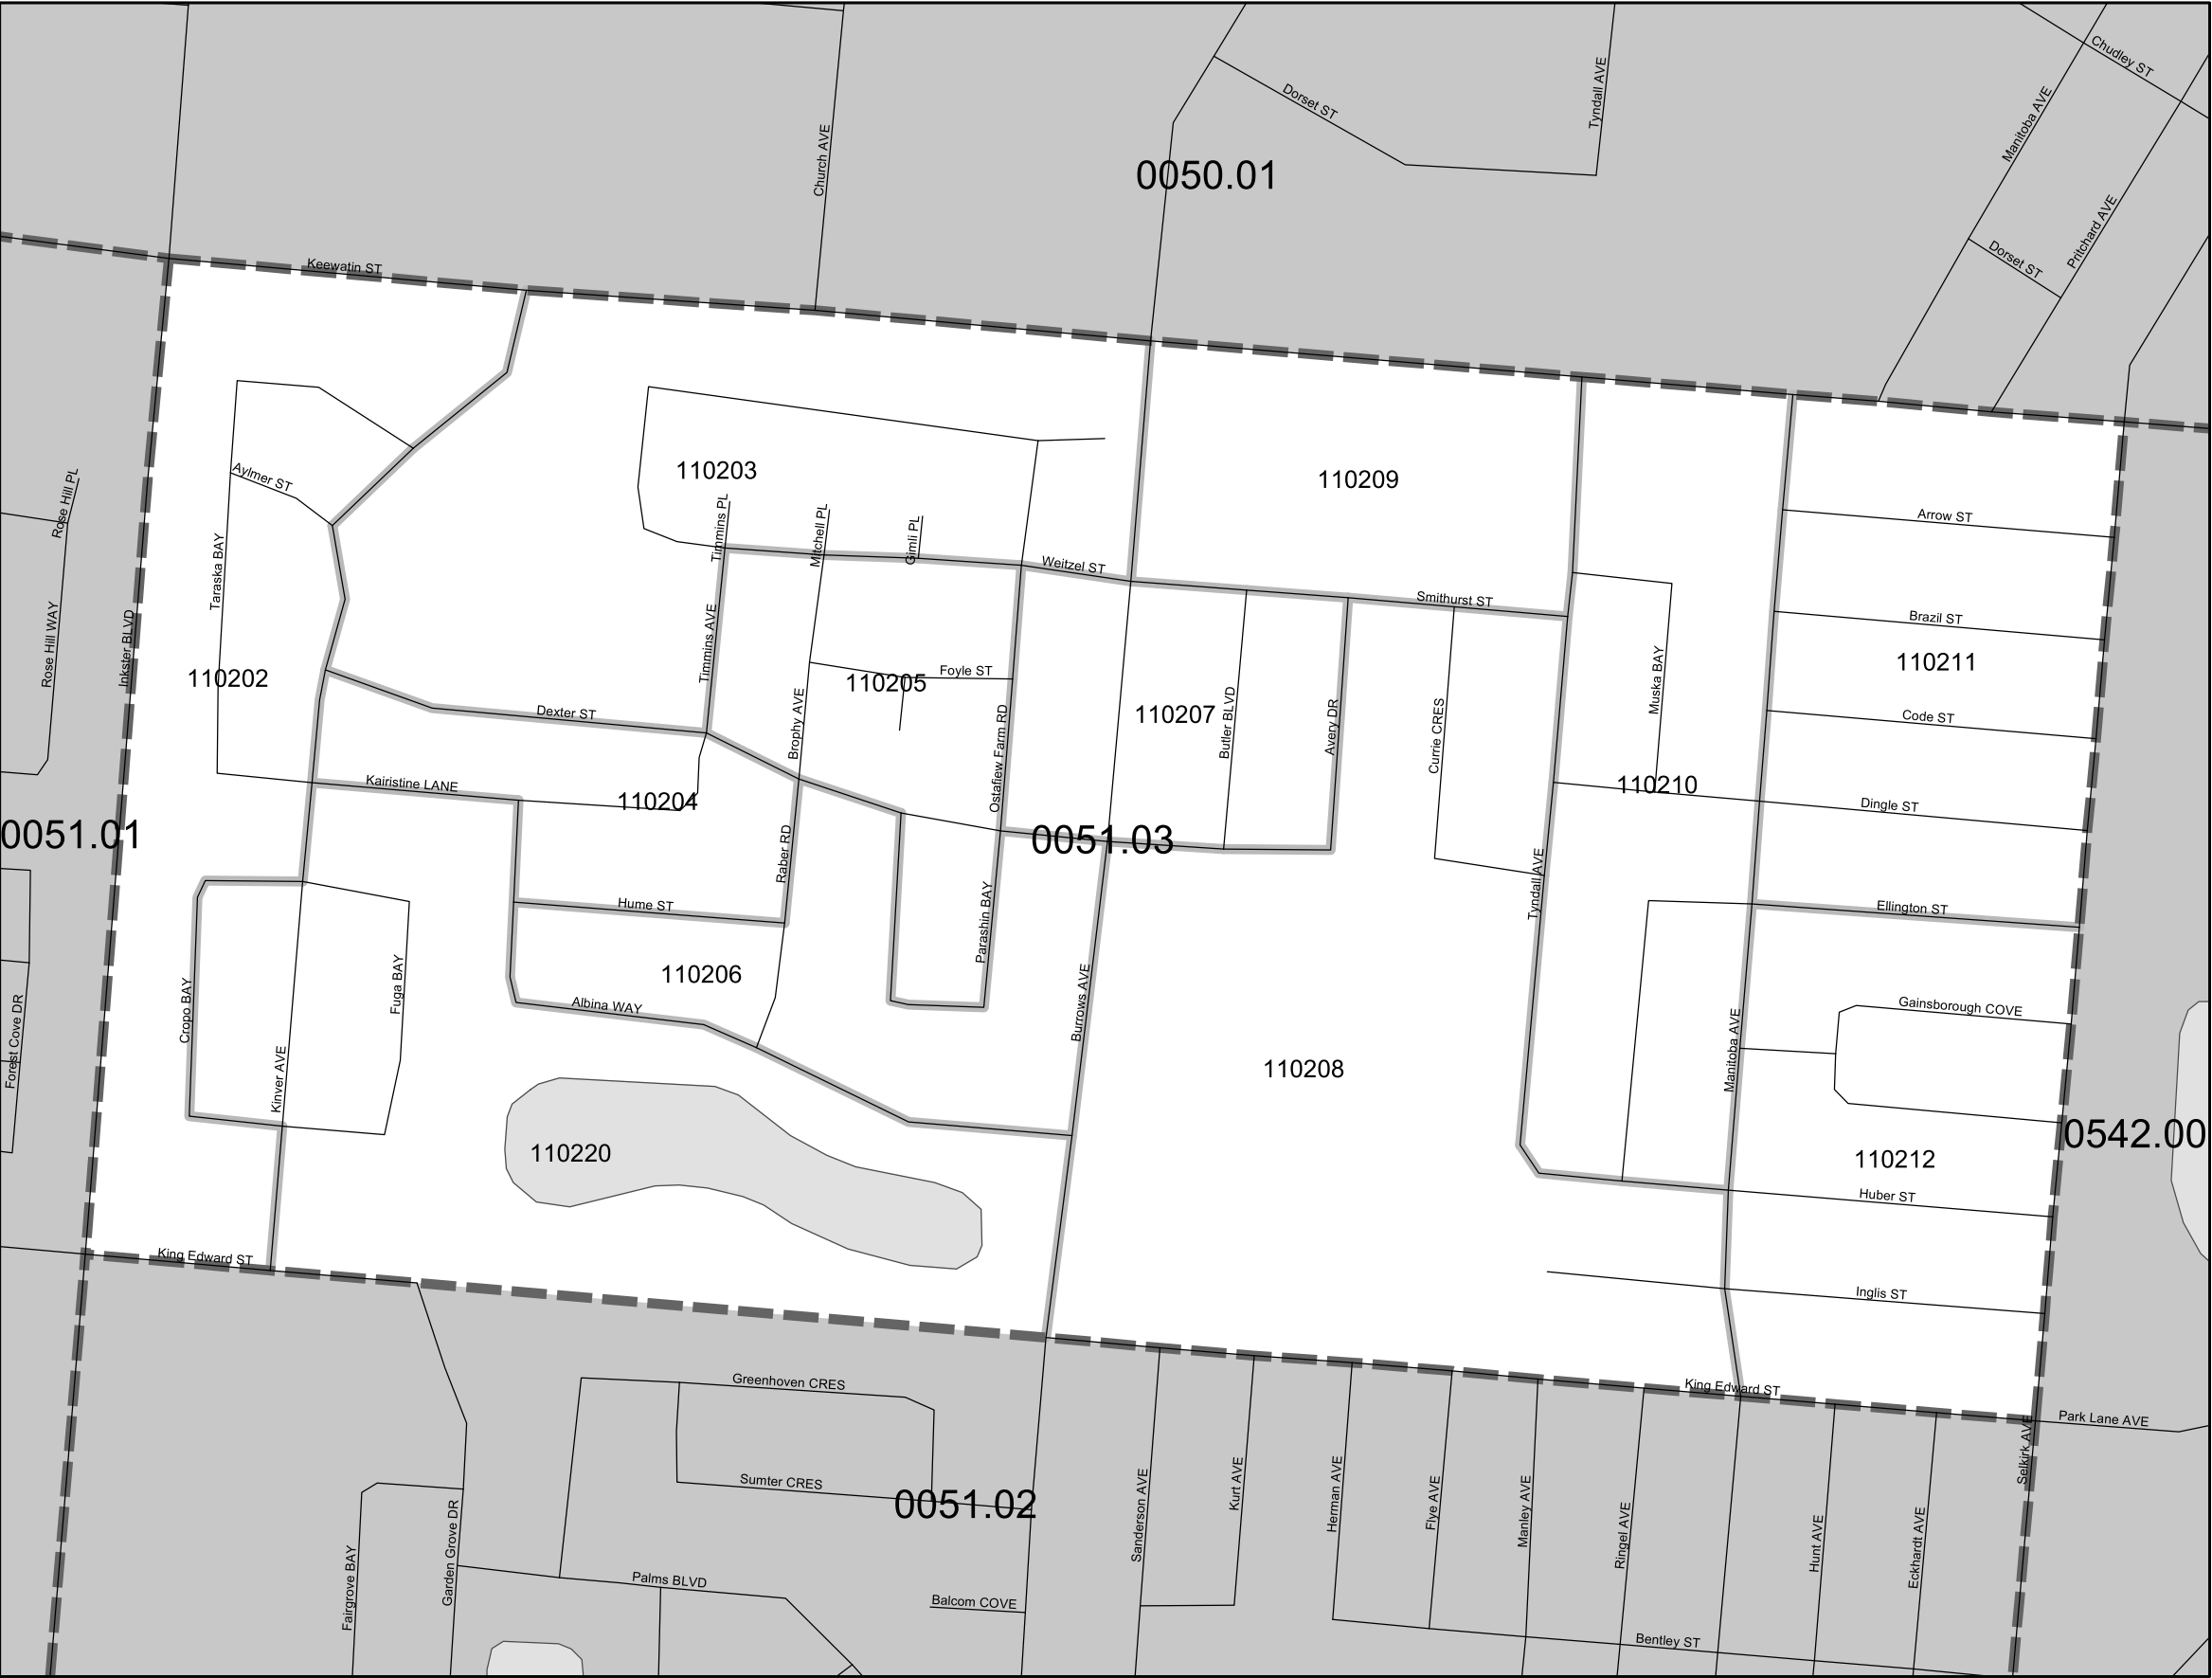 Chudley ST
Dorset ST
Tyndall AVE
Manitoba AVE
Church AVE
0050.01
Pritchard AVE
Dorset ST
Keewatin ST
110203
110209
Aylmer ST
Rose Hill PL
Timmins PL
Mitchell PL
Gimli PL
Arrow ST
Weitzel ST
Taraska BAY
Smithurst ST
Brazil ST
Rose Hill WAY
Inkster BLVD
Timmins AVE
110202
Foyle ST
110205
Muska BAY
110211
Dexter ST
Brophy AVE
Ostafiew Farm RD
110207
Butler BLVD
Avery DR
Currie CRES
Code ST
Kairistine LANE
110204
110210
Dingle ST
0051.01
0051.03
Raber RD
Tyndall AVE
Hume ST
Parashin BAY
Ellington ST
110206
Cropo BAY
Fuga BAY
Albina WAY
Burrows AVE
Gainsborough COVE
Forest Cove DR
Kinver AVE
110208
Manitoba AVE
110220
110212
0542.00
Huber ST
King Edward ST
Inglis ST
Greenhoven CRES
King Edward ST
Park Lane AVE
Selkirk AVE
Sumter CRES
0051.02
Sanderson AVE
Kurt AVE
Herman AVE
Flye AVE
Manley AVE
Ringel AVE
Hunt AVE
Eckhardt AVE
Fairgrove BAY
Garden Grove DR
Palms BLVD
Balcom COVE
Bentley ST